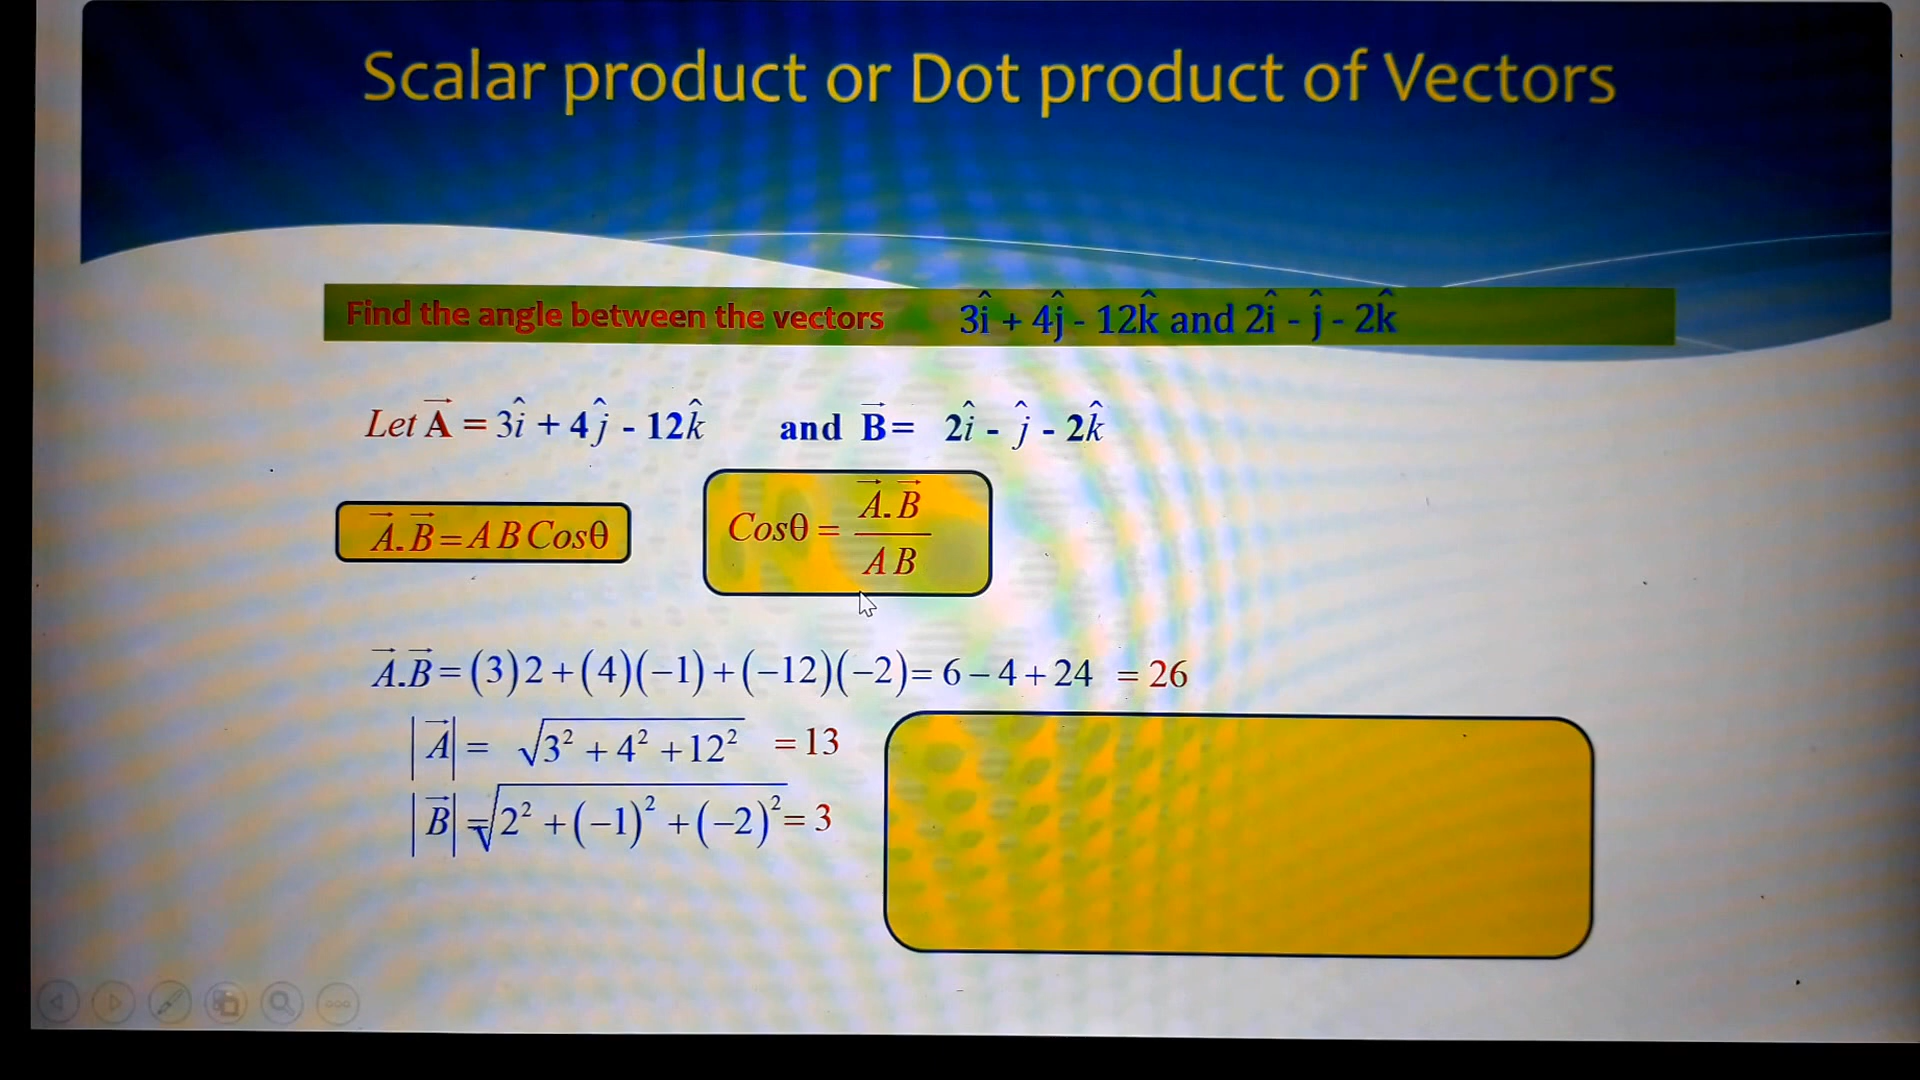 Scalar product or Dot product of Vectors
Find the angle between the vectors 3î + 4ĵ - 12k̂ and 2î - ĵ - 2k̂
Let A⃗ = 3î + 4ĵ - 12k̂ and B⃗ = 2î - ĵ - 2k̂
A⃗.B⃗ = A B Cosθ
Cosθ = A⃗.B⃗ / A B
A⃗.B⃗ = (3)2 + (4)(−1) + (−12)(−2) = 6 − 4 + 24 = 26
|A⃗| = √3² + 4² + 12² = 13
|B⃗| = √2² + (−1)² + (−2)² = 3